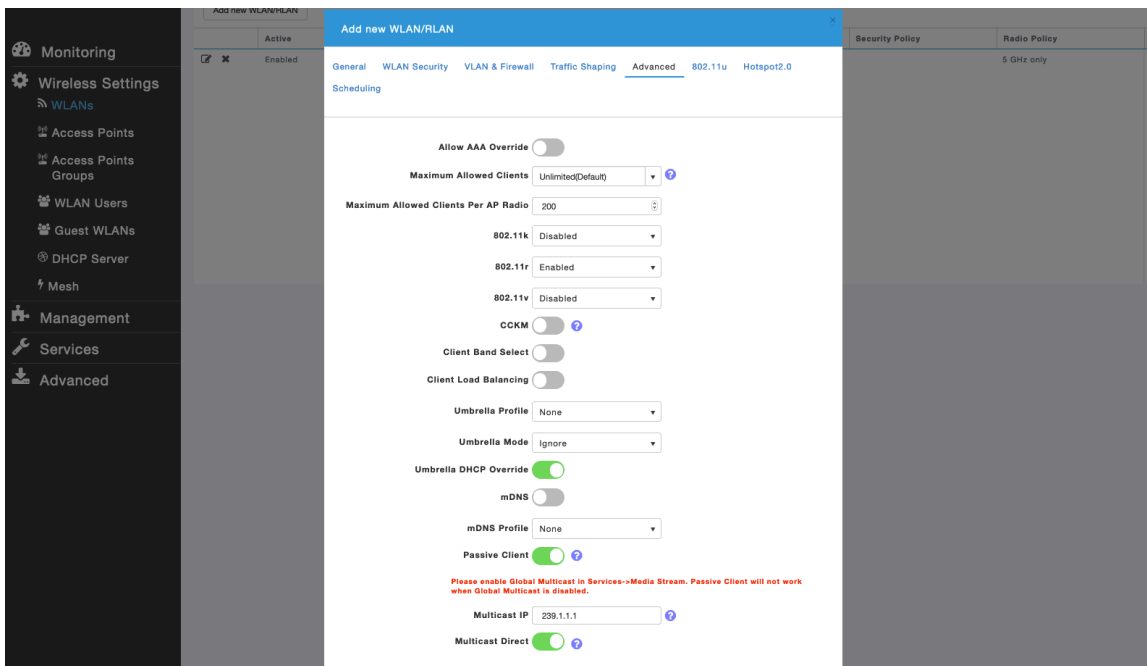 Add new WLAN/RLAN
Monitoring
Wireless Settings
WLANs
Access Points
Access Points
Groups
WLAN Users
Guest WLANs
DHCP Server
Mesh
Management
Services
Advanced
Active
Security Policy
Radio Policy
Enabled
5 GHz only
Add new WLAN/RLAN
×
General WLAN Security VLAN & Firewall Traffic Shaping Advanced 802.11u Hotspot2.0
Scheduling
Allow AAA Override
Maximum Allowed Clients Unlimited(Default) ?
Maximum Allowed Clients Per AP Radio 200
802.11k Disabled
802.11r Enabled
802.11v Disabled
CCKM ?
Client Band Select
Client Load Balancing
Umbrella Profile None
Umbrella Mode Ignore
Umbrella DHCP Override
mDNS
mDNS Profile None
Passive Client ?
Please enable Global Multicast in Services->Media Stream. Passive Client will not work
when Global Multicast is disabled.
Multicast IP 239.1.1.1 ?
Multicast Direct ?